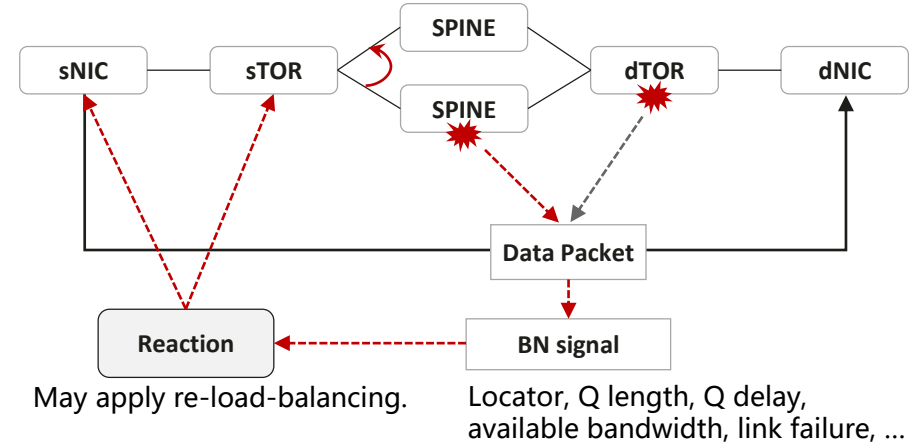 SPINE
sNIC
sTOR
dTOR
dNIC
SPINE
Data Packet
Reaction
BN signal
May apply re-load-balancing.
Locator, Q length, Q delay,
available bandwidth, link failure, ...